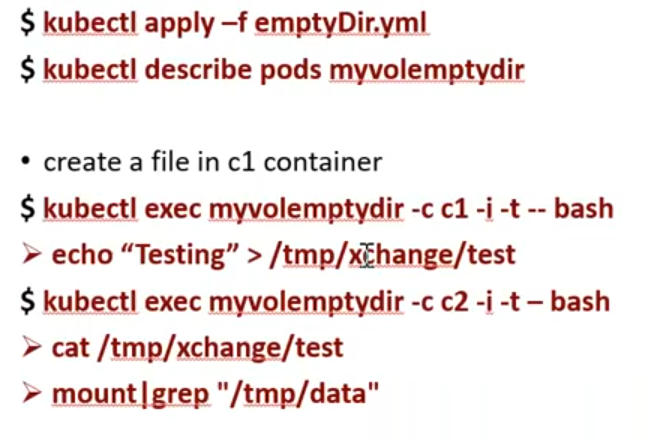 $ kubectl apply –f emptyDir.yml
$ kubectl describe pods myvolemptydir
• create a file in c1 container
$ kubectl exec myvolemptydir -c c1 -i -t -- bash
➢ echo “Testing” > /tmp/xchange/test
$ kubectl exec myvolemptydir -c c2 -i -t – bash
➢ cat /tmp/xchange/test
➢ mount|grep "/tmp/data"